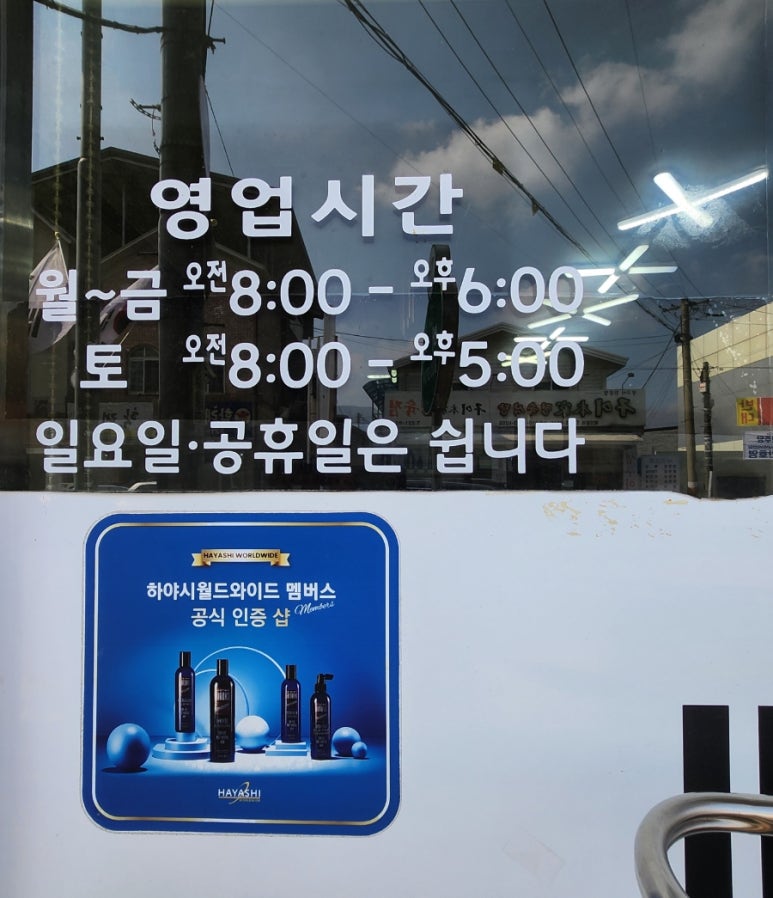 영업시간
월~금 오전8:00 - 오후6:00
토 오전8:00 - 오후5:00
일요일·공휴일은 쉽니다
HAYASHI WORLDWIDE
하야시월드와이드 멤버스
Members
공식 인증 샵
HAYASHI